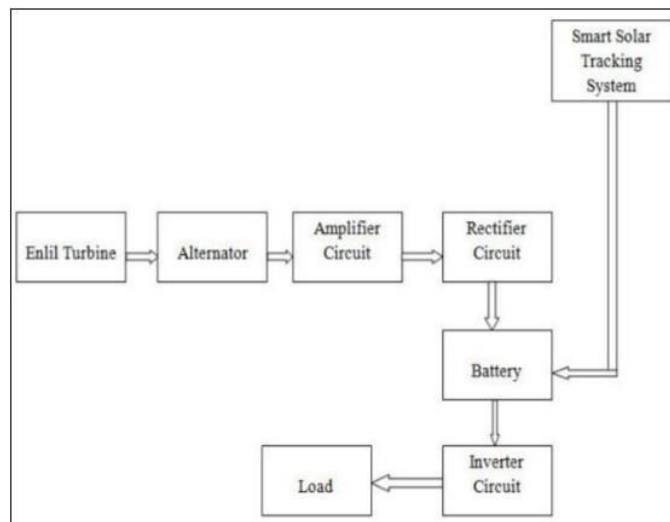 Smart Solar
Tracking
System
Enlil Turbine
Alternator
Amplifier
Circuit
Rectifier
Circuit
Battery
Inverter
Circuit
Load